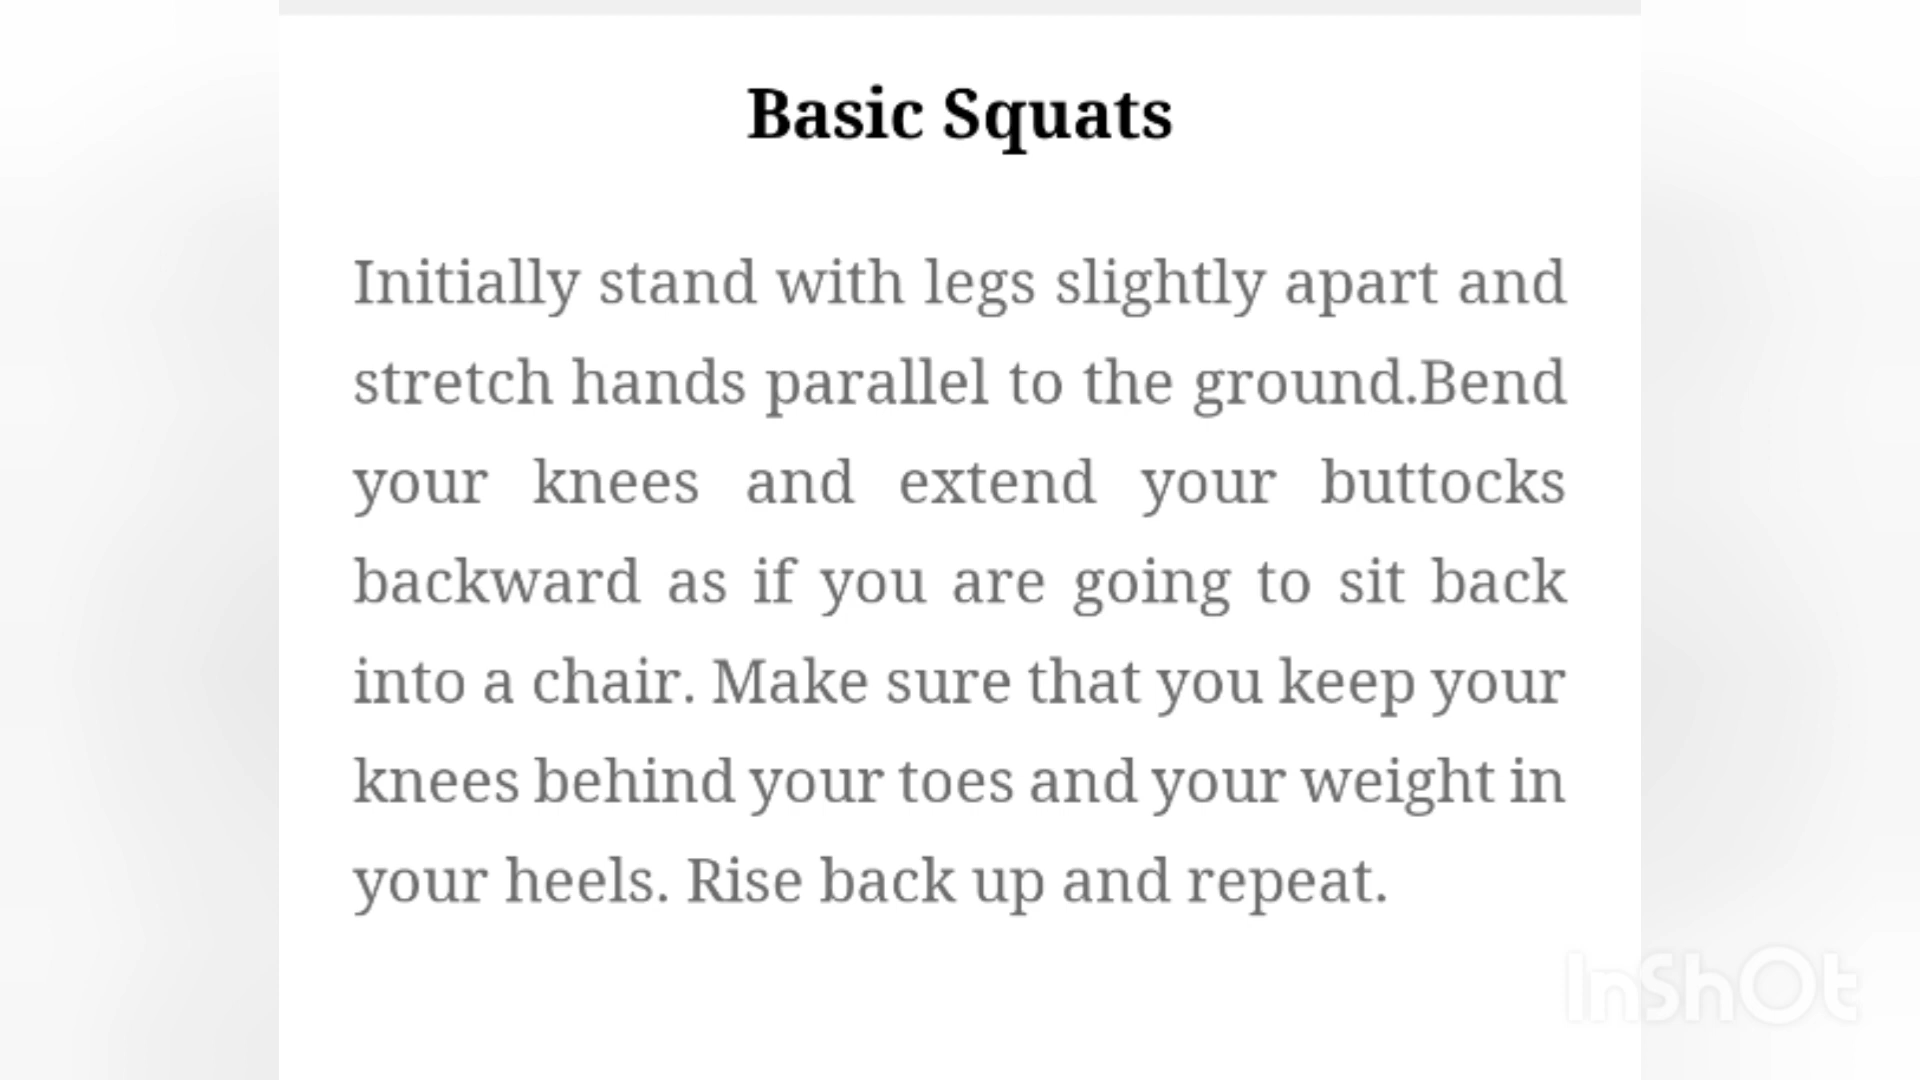 Basic Squats
Initially stand with legs slightly apart and
stretch hands parallel to the ground.Bend
your knees and extend your buttocks
backward as if you are going to sit back
into a chair. Make sure that you keep your
knees behind your toes and your weight in
your heels. Rise back up and repeat.
InShOt